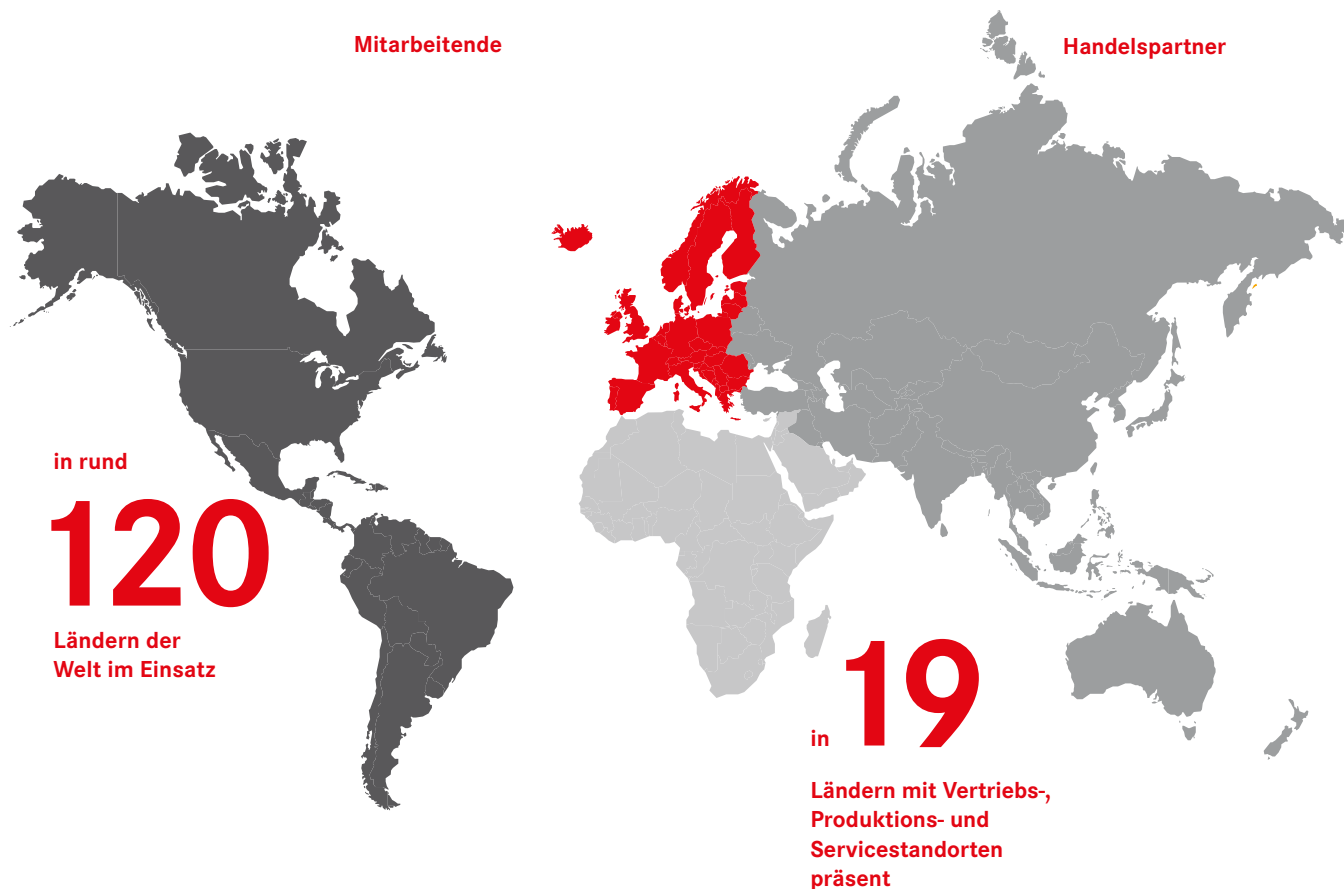 Mitarbeitende
Handelspartner
in rund
120
Ländern der
Welt im Einsatz
in 19
Ländern mit Vertriebs-,
Produktions- und
Servicestandorten
präsent